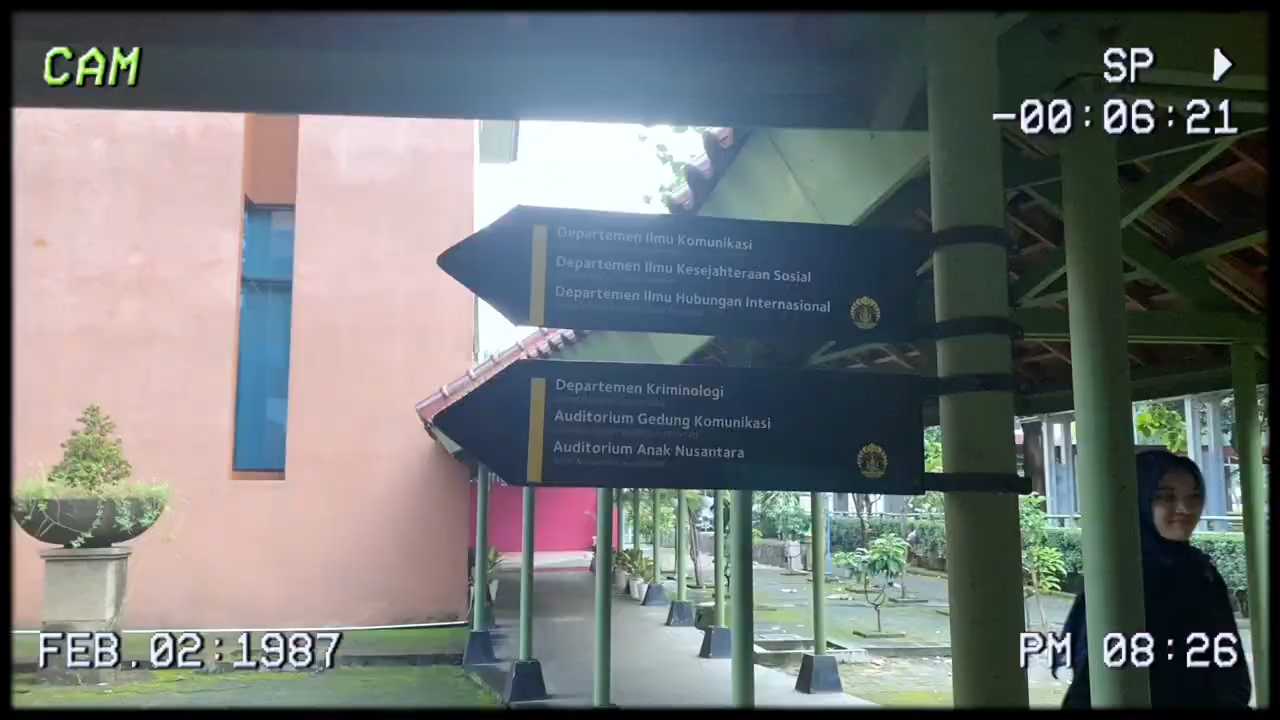 CAM
SP
-00:06:21
Departemen Ilmu Komunikasi
Departemen Ilmu Kesejahteraan Sosial
Departemen Ilmu Hubungan Internasional
Departemen Kriminologi
Auditorium Gedung Komunikasi
Auditorium Anak Nusantara
FEB.02:1987
PM 08:26